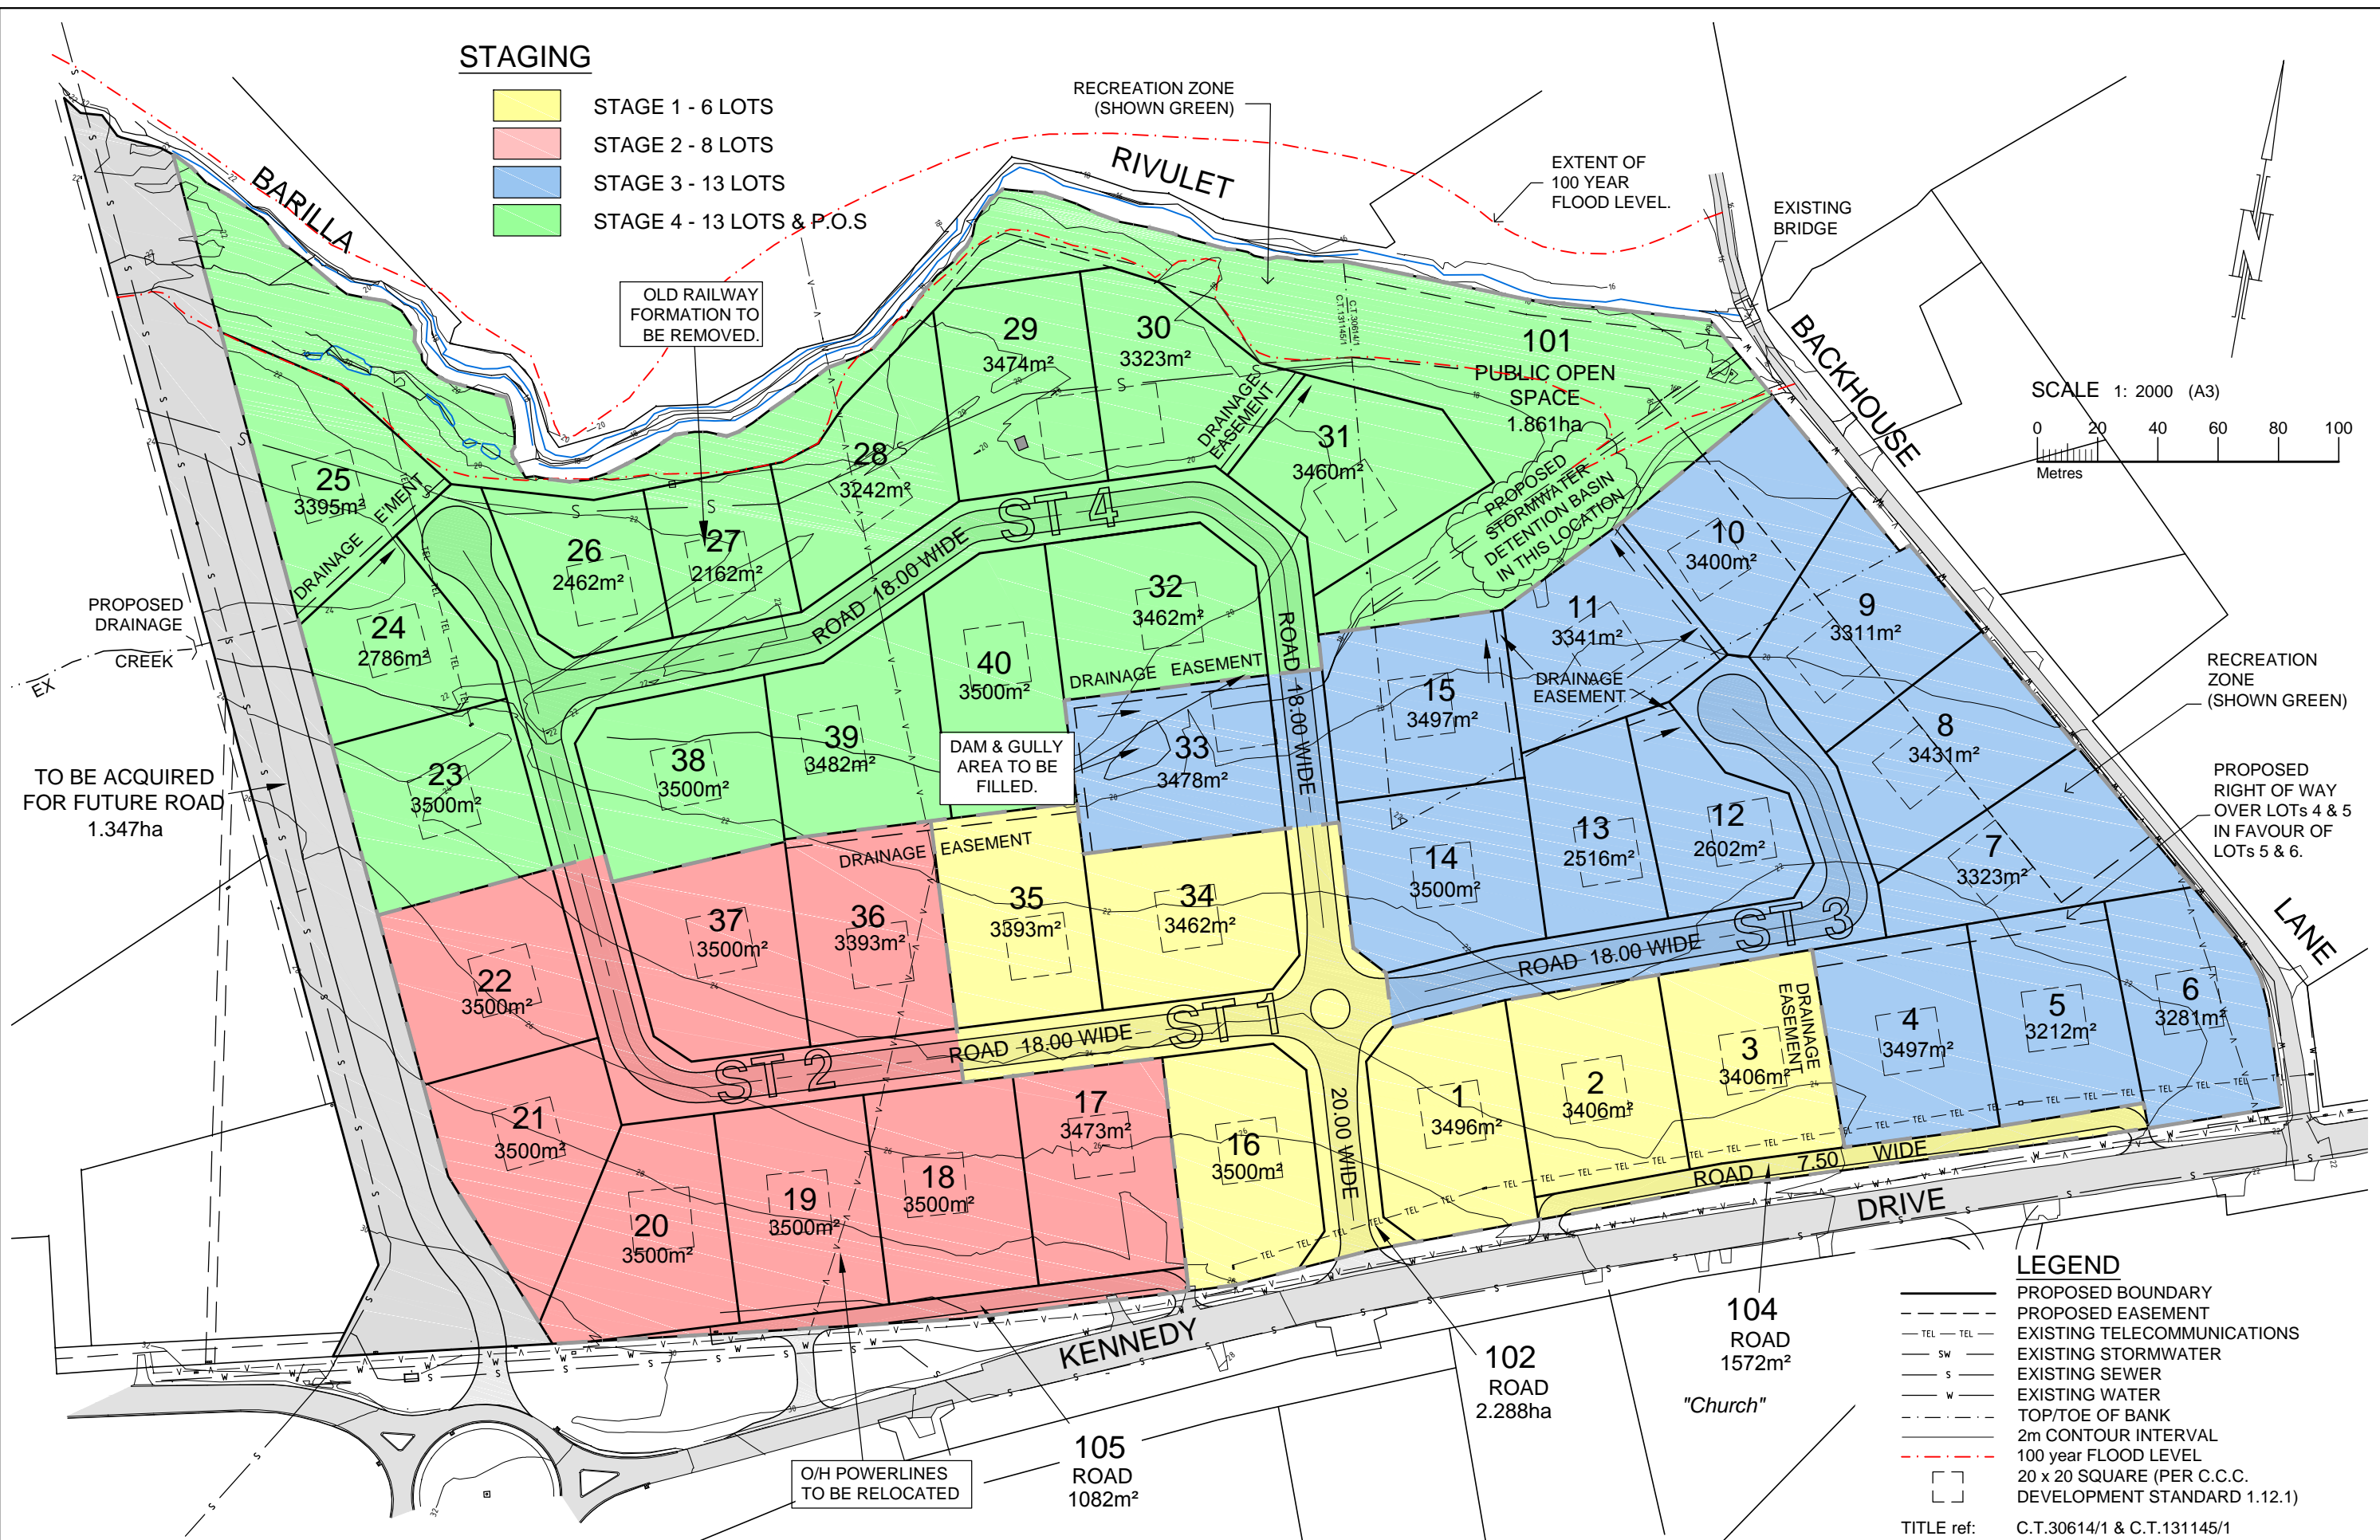 STAGING
STAGE 1 - 6 LOTS
STAGE 2 - 8 LOTS
STAGE 3 - 13 LOTS
STAGE 4 - 13 LOTS & P.O.S
RECREATION ZONE
(SHOWN GREEN)
BARILLA
RIVULET
EXTENT OF
100 YEAR
FLOOD LEVEL.
EXISTING
BRIDGE
BACKHOUSE
LANE
SCALE 1: 2000 (A3)
0 20 40 60 80 100
Metres
OLD RAILWAY
FORMATION TO
BE REMOVED.
29
3474m²
30
3323m²
C.T.30614/1
C.T.131145/1
101
PUBLIC OPEN
SPACE
1.861ha
DRAINAGE
EASEMENT
31
3460m²
PROPOSED
STORMWATER
DETENTION BASIN
IN THIS LOCATION
25
3395m²
DRAINAGE E'MENT
28
3242m²
26
2462m²
27
2162m²
ST 4
ROAD 18.00 WIDE
10
3400m²
PROPOSED
DRAINAGE
CREEK
EX
24
2786m²
32
3462m²
ROAD 18.00 WIDE
11
3341m²
9
3311m²
40
3500m²
DRAINAGE EASEMENT
15
3497m²
DRAINAGE
EASEMENT
RECREATION
ZONE
(SHOWN GREEN)
8
3431m²
TO BE ACQUIRED
FOR FUTURE ROAD
1.347ha
23
3500m²
38
3500m²
39
3482m²
DAM & GULLY
AREA TO BE
FILLED.
33
3478m²
PROPOSED
RIGHT OF WAY
OVER LOTs 4 & 5
IN FAVOUR OF
LOTs 5 & 6.
14
3500m²
13
2516m²
12
2602m²
7
3323m²
DRAINAGE EASEMENT
37
3500m²
36
3393m²
35
3393m²
34
3462m²
ST 3
ROAD 18.00 WIDE
22
3500m²
ST 1
ROAD 18.00 WIDE
ST 2
DRAINAGE
EASEMENT
4
3497m²
5
3212m²
6
3281m²
1
3496m²
2
3406m²
3
3406m²
21
3500m²
17
3473m²
16
3500m²
20.00 WIDE
ROAD 7.50 WIDE
20
3500m²
19
3500m²
18
3500m²
KENNEDY
DRIVE
104
ROAD
1572m²
102
ROAD
2.288ha
"Church"
105
ROAD
1082m²
O/H POWERLINES
TO BE RELOCATED
LEGEND
PROPOSED BOUNDARY
PROPOSED EASEMENT
TEL TEL EXISTING TELECOMMUNICATIONS
SW EXISTING STORMWATER
S EXISTING SEWER
W EXISTING WATER
TOP/TOE OF BANK
2m CONTOUR INTERVAL
100 year FLOOD LEVEL
20 x 20 SQUARE (PER C.C.C.
DEVELOPMENT STANDARD 1.12.1)
TITLE ref: C.T.30614/1 & C.T.131145/1